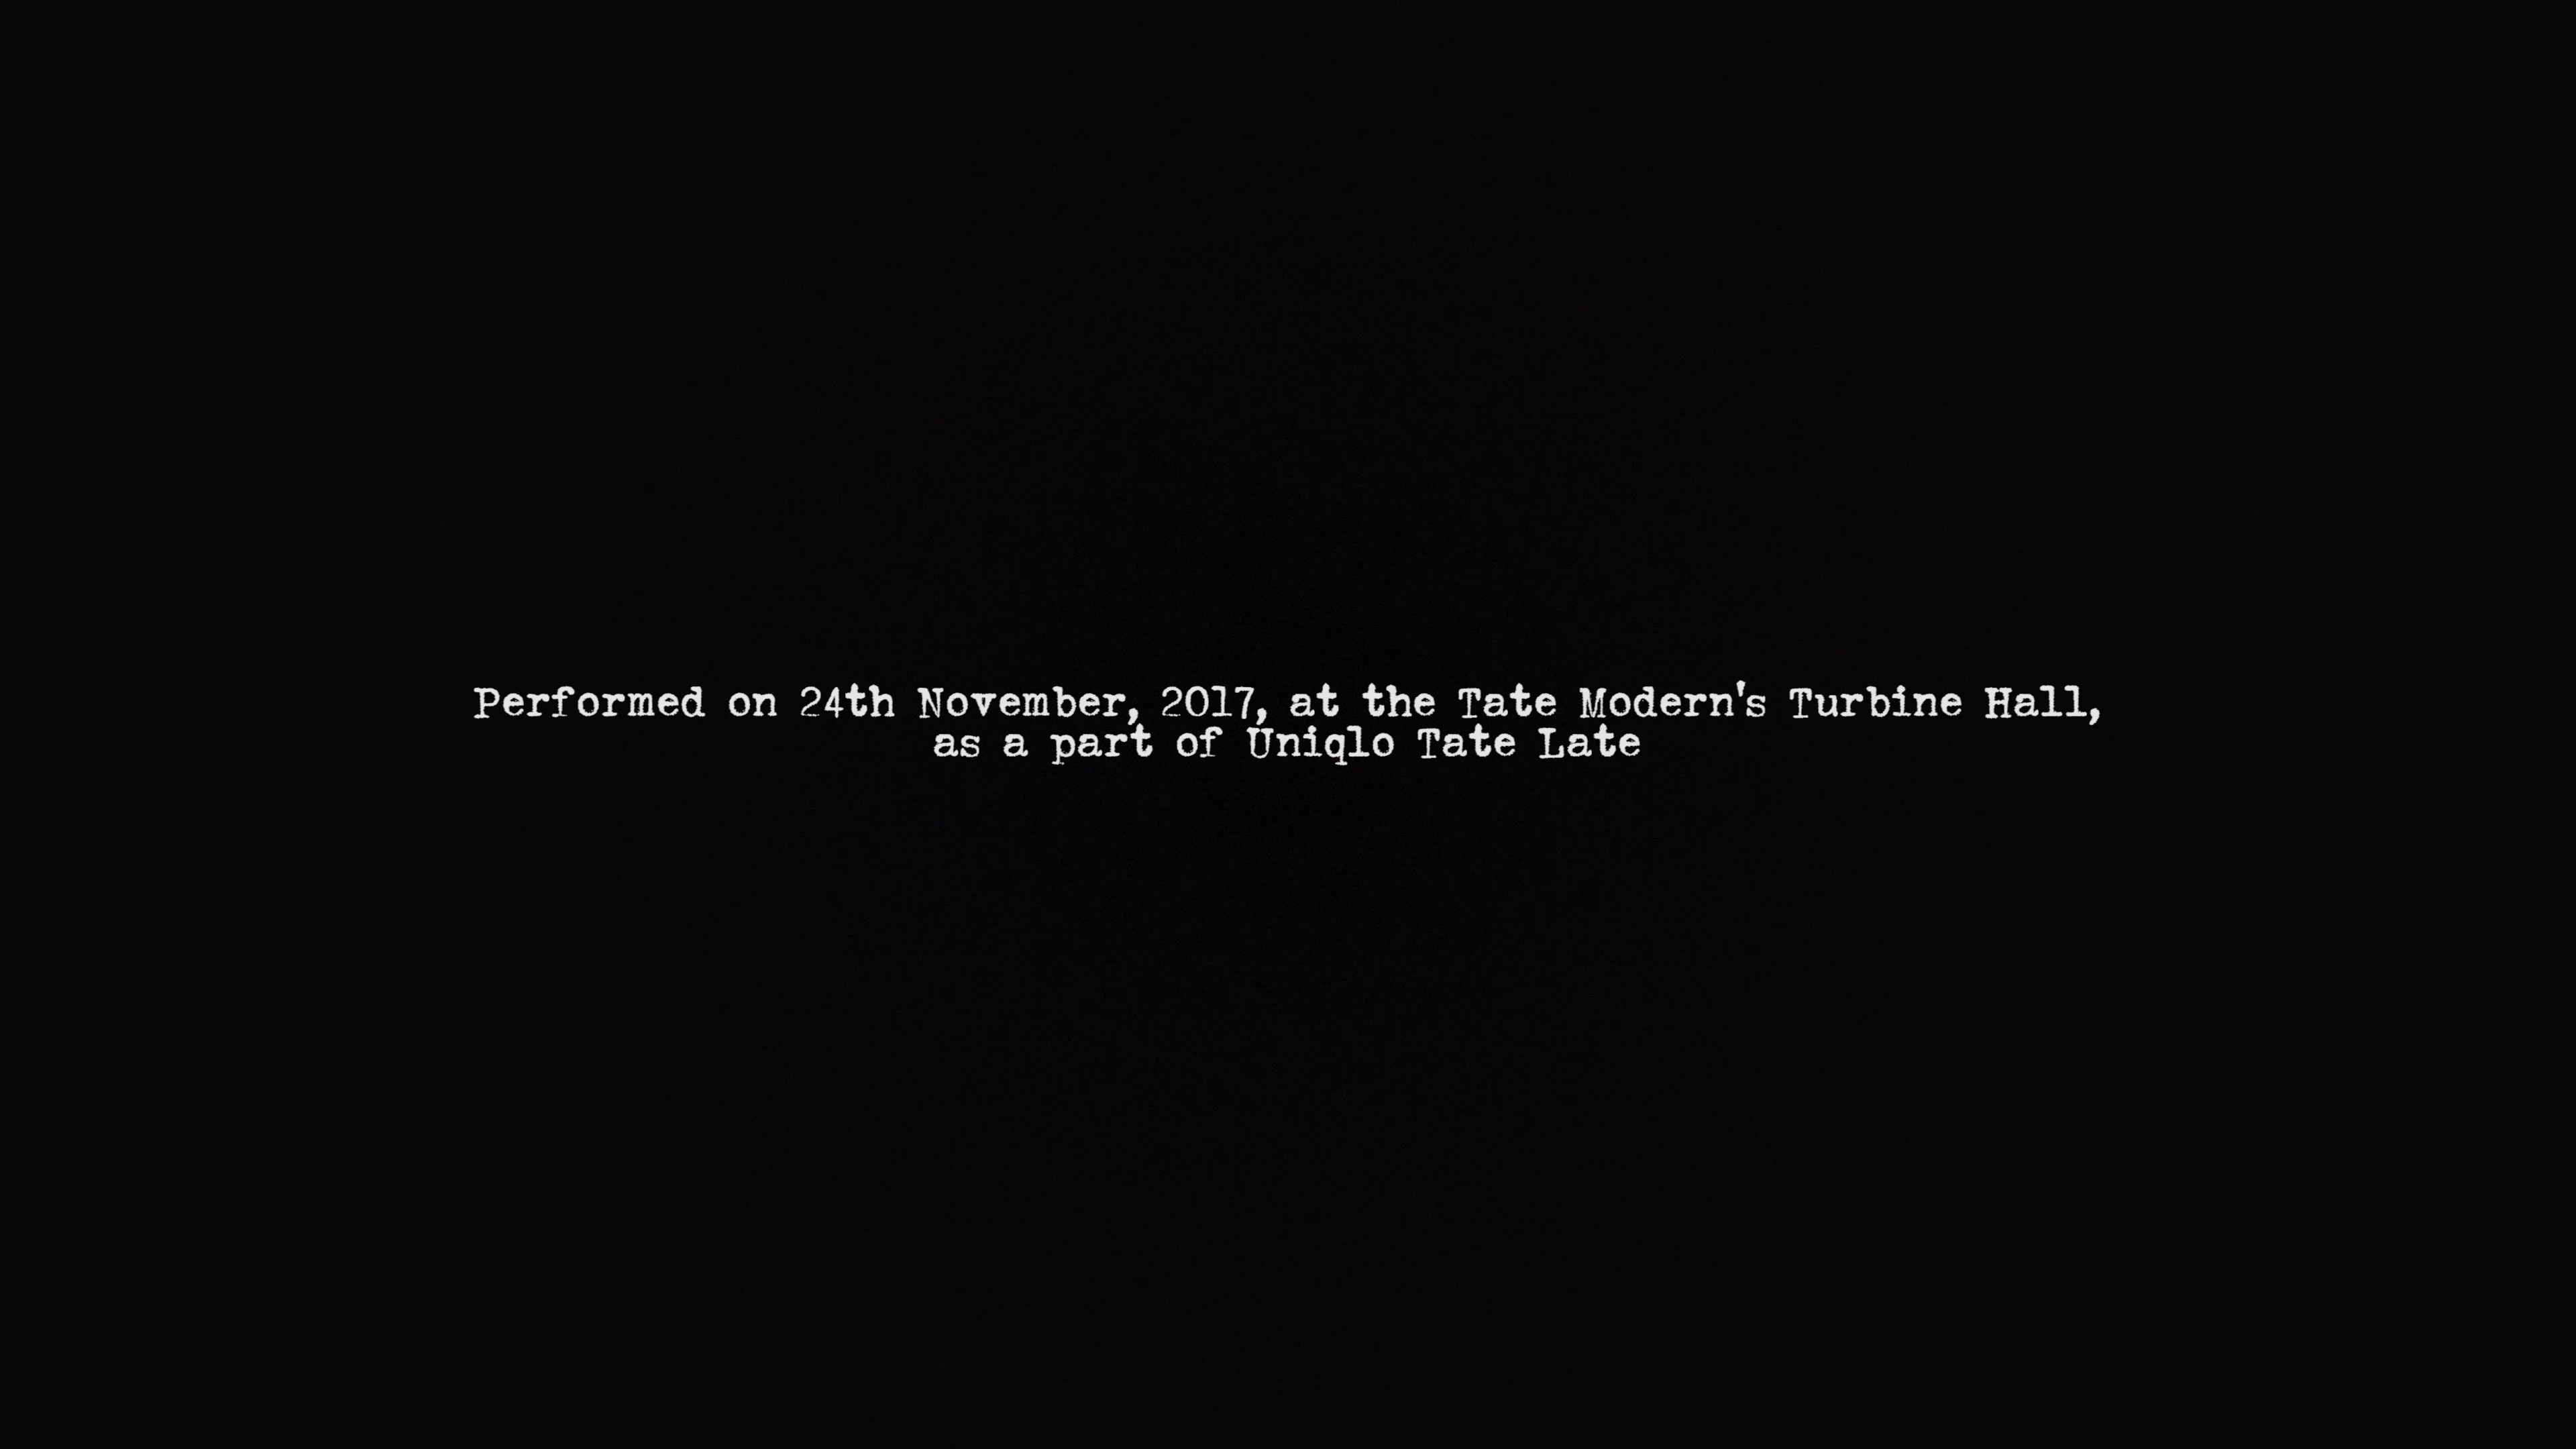 Performed on 24th November, 2017, at the Tate Modern's Turbine Hall,
as a part of Uniqlo Tate Late